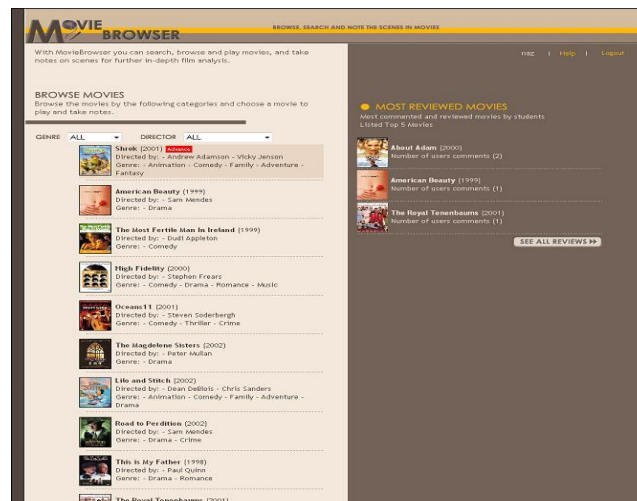 MOVIE BROWSER
BROWSE, SEARCH AND NOTE THE SCENES IN MOVIES
With MovieBrowser you can search, browse and play movies, and take
notes on scenes for further in-depth film analysis.
naz | Help | Logout
BROWSE MOVIES
Browse the movies by the following categories and choose a movie to
play and take notes.
GENRE ALL DIRECTOR ALL
Shrek (2001) Advance
Directed by: - Andrew Adamson - Vicky Jenson
Genre: - Animation - Comedy - Family - Adventure -
Fantasy
American Beauty (1999)
Directed by: - Sam Mendes
Genre: - Drama
The Most Fertile Man In Ireland (1999)
Directed by: - Dudi Appleton
Genre: - Comedy
High Fidelity (2000)
Directed by: - Stephen Frears
Genre: - Comedy - Drama - Romance - Music
Oceans11 (2001)
Directed by: - Steven Soderbergh
Genre: - Comedy - Thriller - Crime
The Magdelene Sisters (2002)
Directed by: - Peter Mullan
Genre: - Drama
Lilo and Stitch (2002)
Directed by: - Dean DeBlois - Chris Sanders
Genre: - Animation - Comedy - Family - Adventure -
Drama
Road to Perdition (2002)
Directed by: - Sam Mendes
Genre: - Drama - Crime
This is My Father (1998)
Directed by: - Paul Quinn
Genre: - Drama - Romance
The Royal Tenenbaums (2001)
MOST REVIEWED MOVIES
Most commented and reviewed movies by students
Listed Top 5 Movies
About Adam (2000)
Number of users comments (2)
American Beauty (1999)
Number of users comments (1)
The Royal Tenenbaums (2001)
Number of users comments (1)
SEE ALL REVIEWS